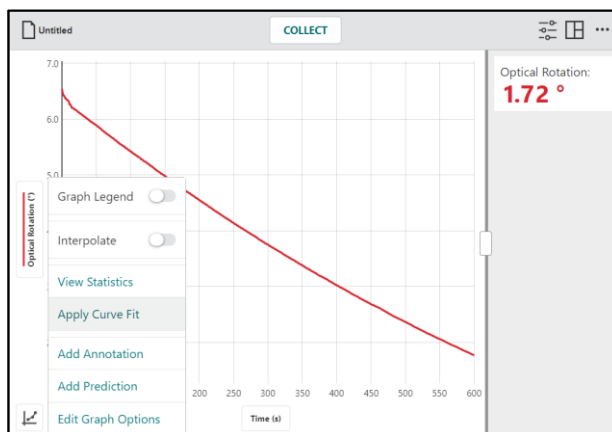 Untitled
COLLECT
Optical Rotation:
1.72 °
7.0
6.0
5.0
Optical Rotation (°)
Graph Legend
Interpolate
View Statistics
Apply Curve Fit
Add Annotation
Add Prediction
Edit Graph Options
200 250 300 350 400 450 500 550 600
Time (s)